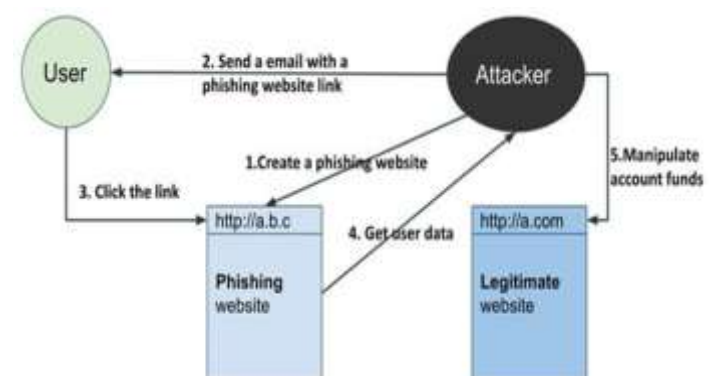 User
2. Send a email with a
phishing website link
Attacker
1.Create a phishing website
5.Manipulate
account funds
3. Click the link
http://a.b.c
4. Get user data
http://a.com
Phishing
website
Legitimate
website